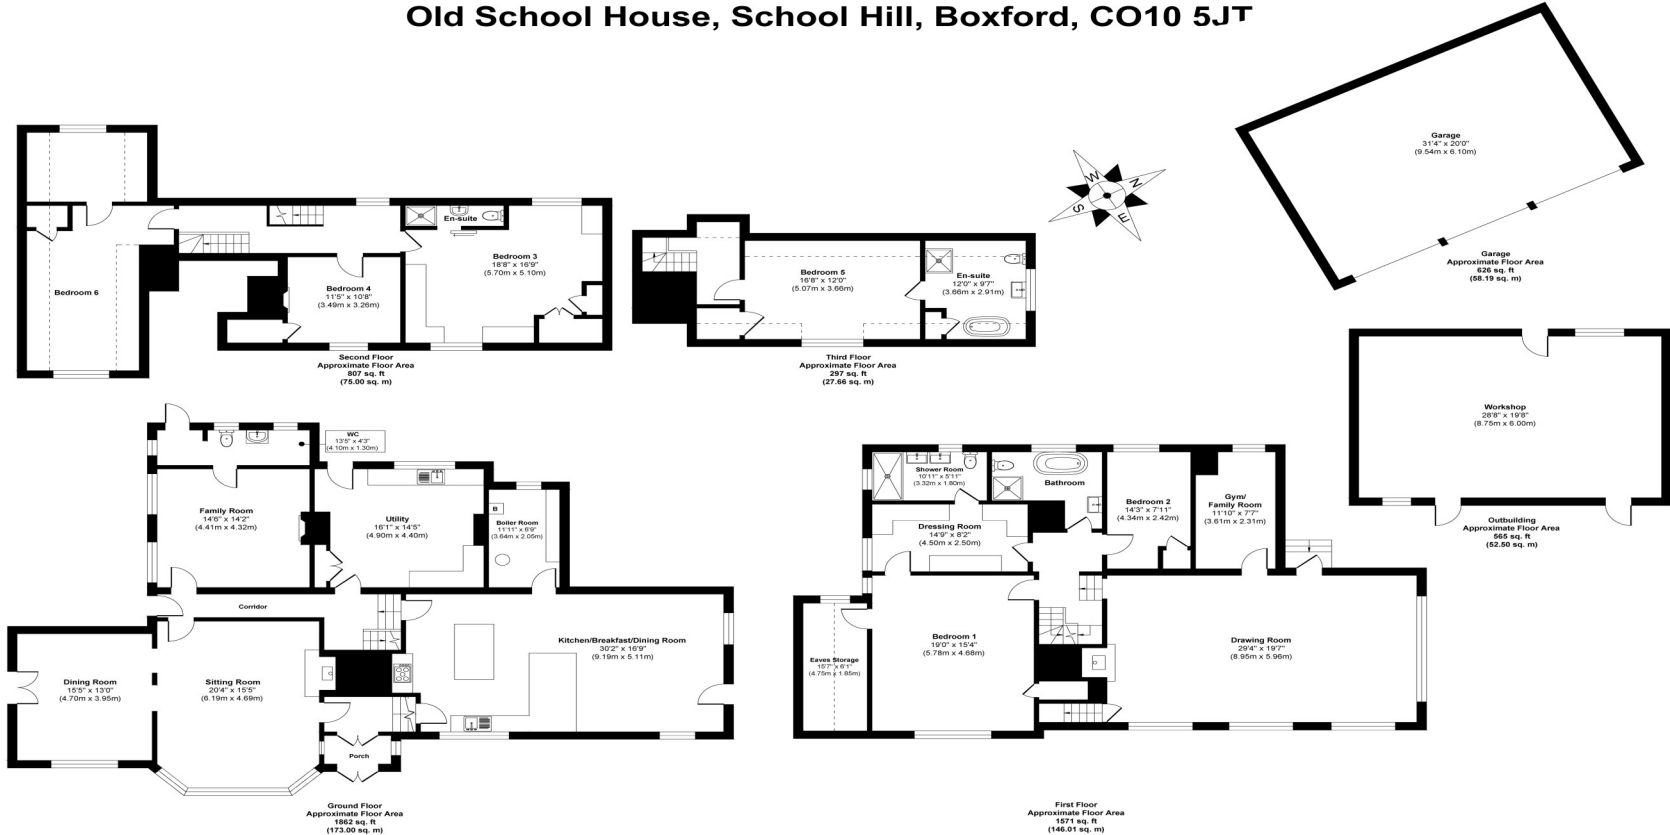 Old School House, School Hill, Boxford, CO10 5JT
Garage
31'4" x 20'0"
(9.54m x 6.10m)
Garage
Approximate Floor Area
626 sq. ft
(58.19 sq. m)
W
N
S
E
En-suite
Bedroom 3
18'8" x 16'9"
(5.70m x 5.10m)
Bedroom 4
11'5" x 10'8"
(3.49m x 3.26m)
Bedroom 6
Second Floor
Approximate Floor Area
807 sq. ft
(75.00 sq. m)
Bedroom 5
16'8" x 12'0"
(5.07m x 3.66m)
En-suite
12'0" x 9'7"
(3.66m x 2.91m)
Third Floor
Approximate Floor Area
297 sq. ft
(27.66 sq. m)
Workshop
28'8" x 19'8"
(8.75m x 6.00m)
Outbuilding
Approximate Floor Area
565 sq. ft
(52.50 sq. m)
WC
13'5" x 4'3"
(4.10m x 1.30m)
Family Room
14'6" x 14'2"
(4.41m x 4.32m)
Utility
16'1" x 14'5"
(4.90m x 4.40m)
B
Boiler Room
11'11" x 6'9"
(3.64m x 2.05m)
Corridor
Kitchen/Breakfast/Dining Room
30'2" x 16'9"
(9.19m x 5.11m)
Dining Room
15'5" x 13'0"
(4.70m x 3.95m)
Sitting Room
20'4" x 15'5"
(6.19m x 4.69m)
Porch
Ground Floor
Approximate Floor Area
1862 sq. ft
(173.00 sq. m)
Shower Room
10'11" x 5'11"
(3.32m x 1.80m)
Bathroom
Bedroom 2
14'3" x 7'11"
(4.34m x 2.42m)
Gym/
Family Room
11'10" x 7'7"
(3.61m x 2.31m)
Dressing Room
14'9" x 8'2"
(4.50m x 2.50m)
Bedroom 1
19'0" x 15'4"
(5.78m x 4.68m)
Eaves Storage
15'7" x 6'1"
(4.75m x 1.85m)
Drawing Room
29'4" x 19'7"
(8.95m x 5.96m)
First Floor
Approximate Floor Area
1571 sq. ft
(146.01 sq. m)